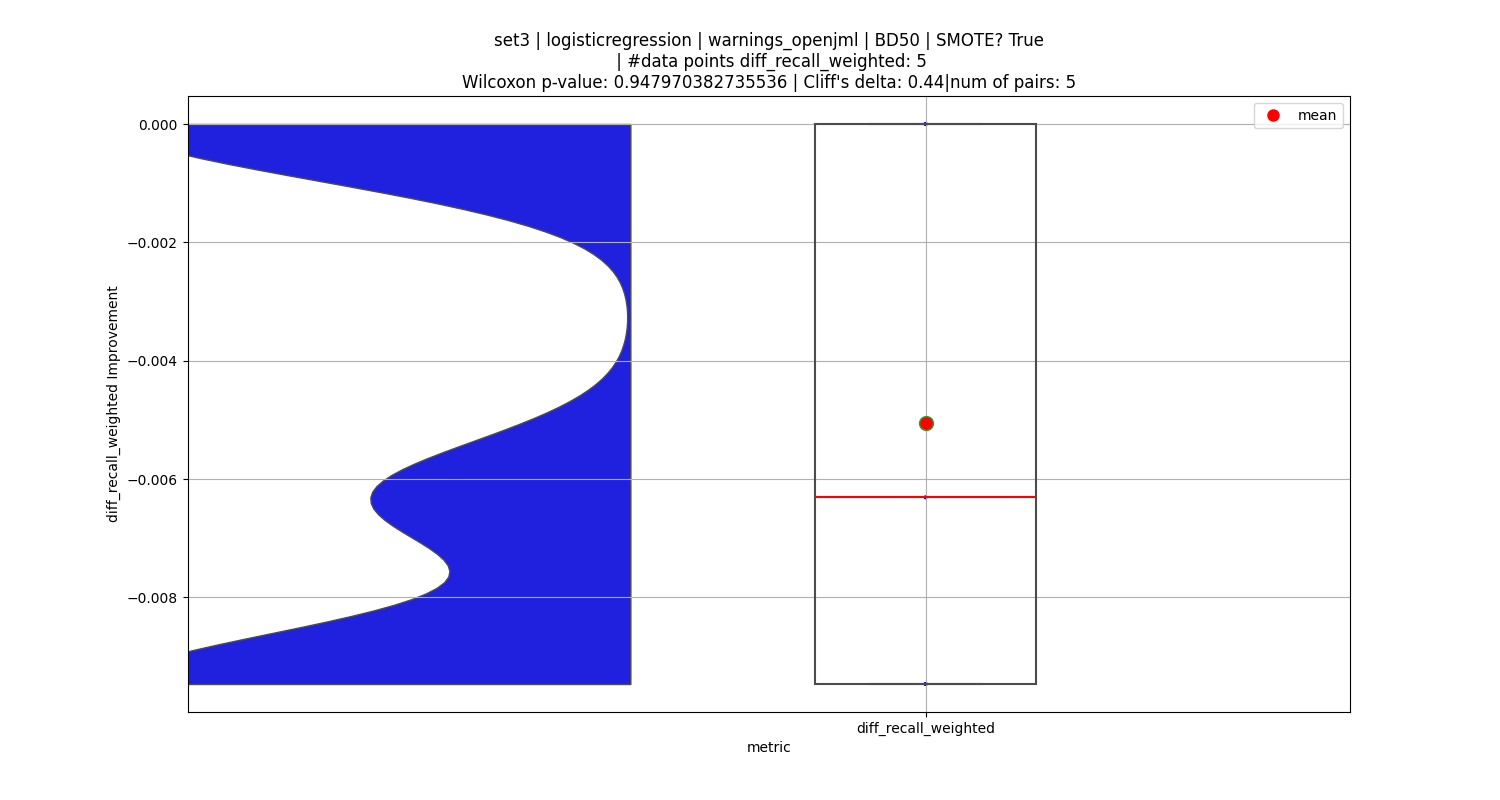 set3 | logisticregression | warnings_openjml | BD50 | SMOTE? True
| #data points diff_recall_weighted: 5
Wilcoxon p-value: 0.947970382735536 | Cliff's delta: 0.44|num of pairs: 5
mean
0.000
−0.002
−0.004
−0.006
−0.008
diff_recall_weighted Improvement
diff_recall_weighted
metric